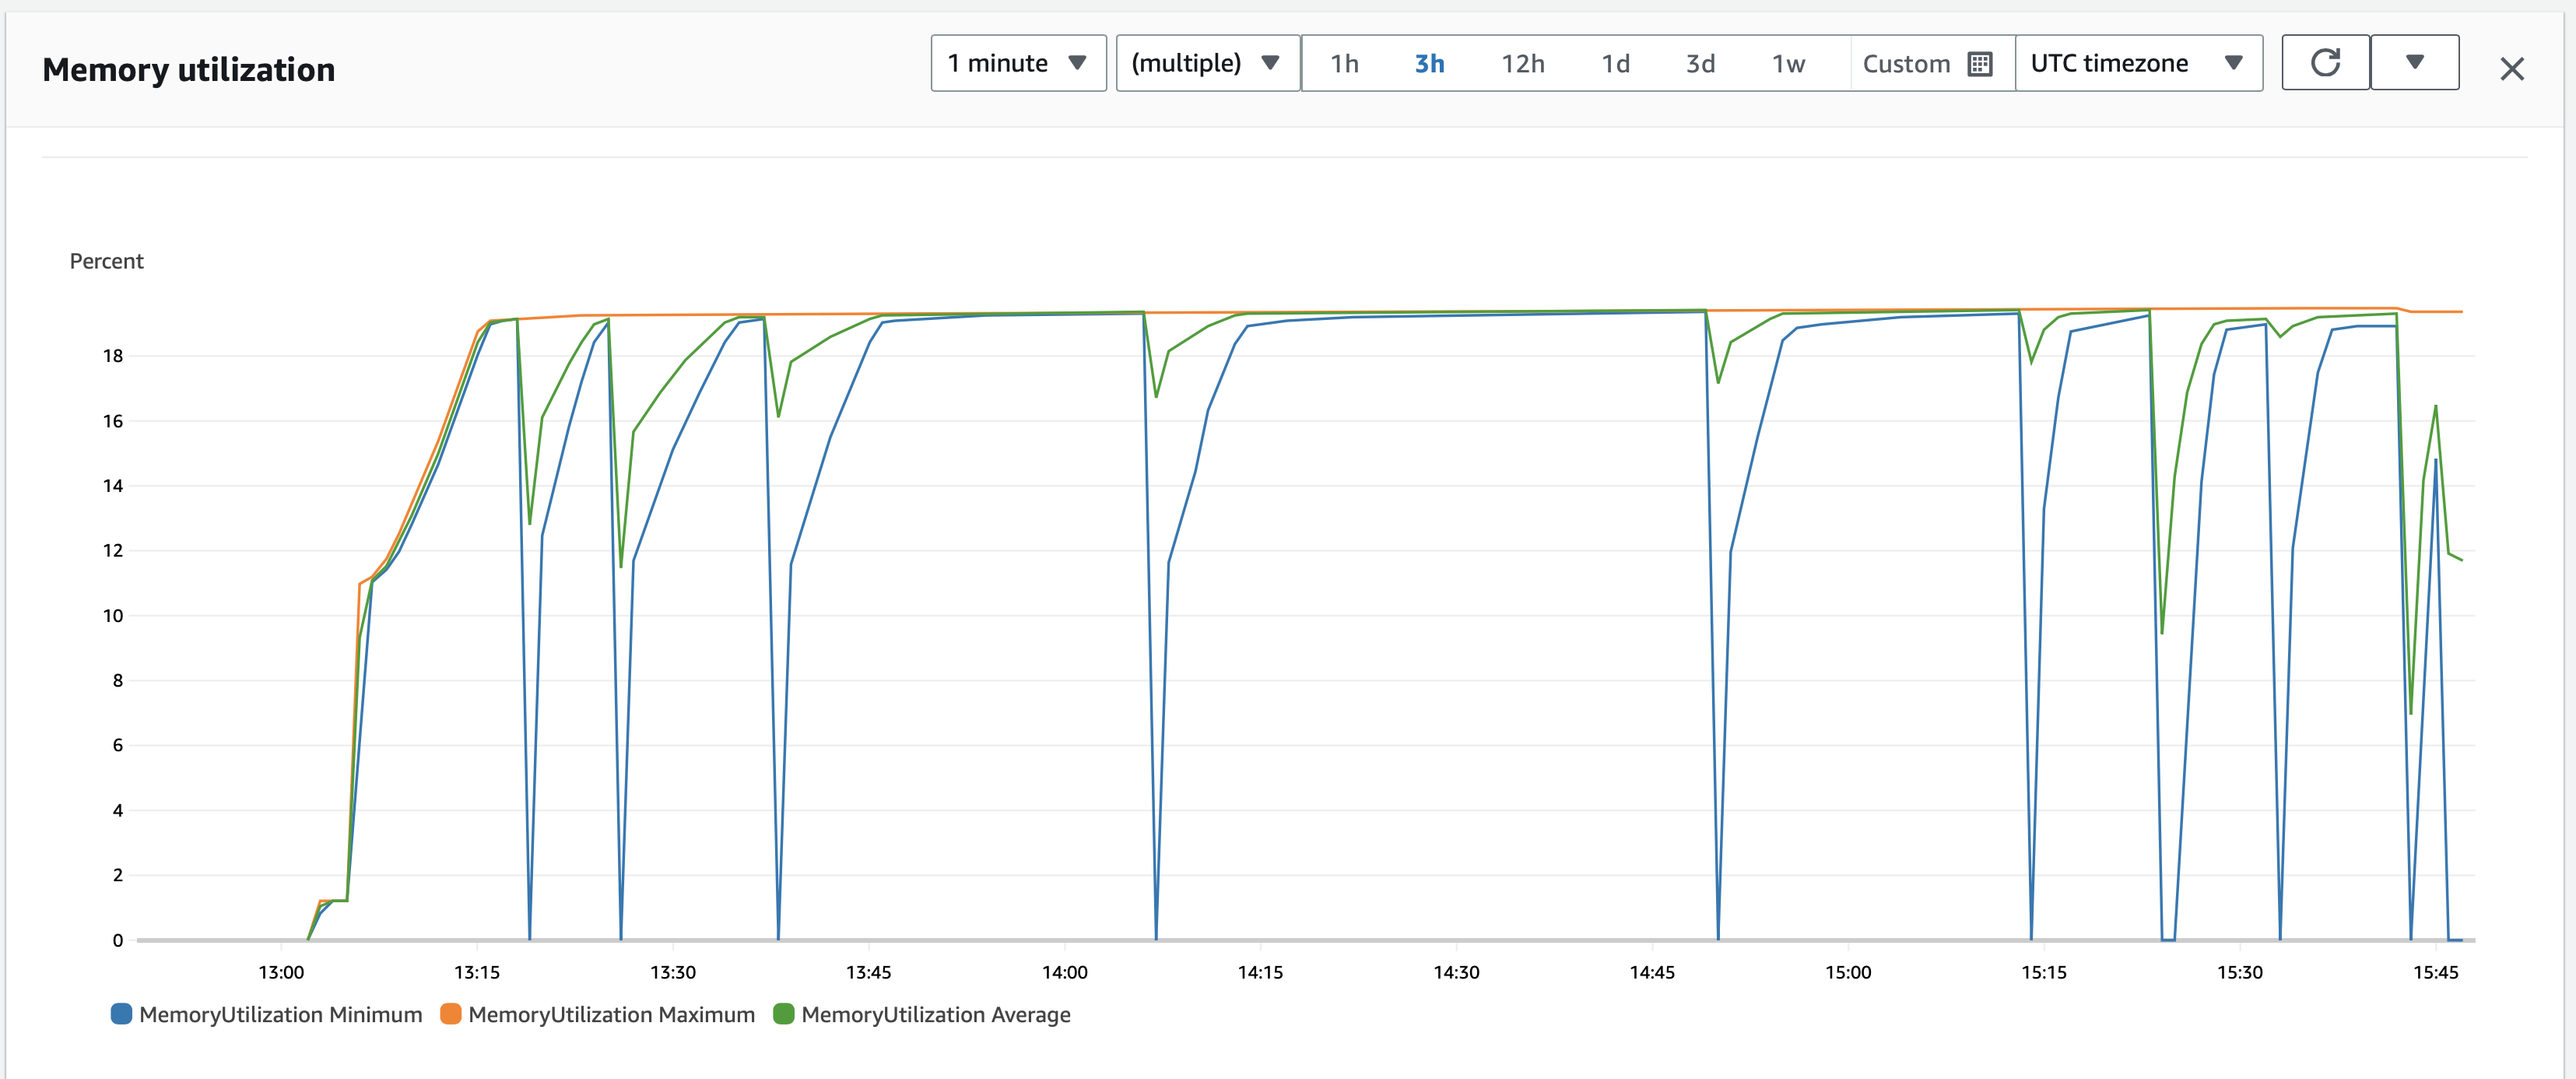 Memory utilization
1 minute (multiple) 1h 3h 12h 1d 3d 1w Custom UTC timezone
Percent
18
16
14
12
10
8
6
4
2
0
13:00 13:15 13:30 13:45 14:00 14:15 14:30 14:45 15:00 15:15 15:30 15:45
MemoryUtilization Minimum MemoryUtilization Maximum MemoryUtilization Average